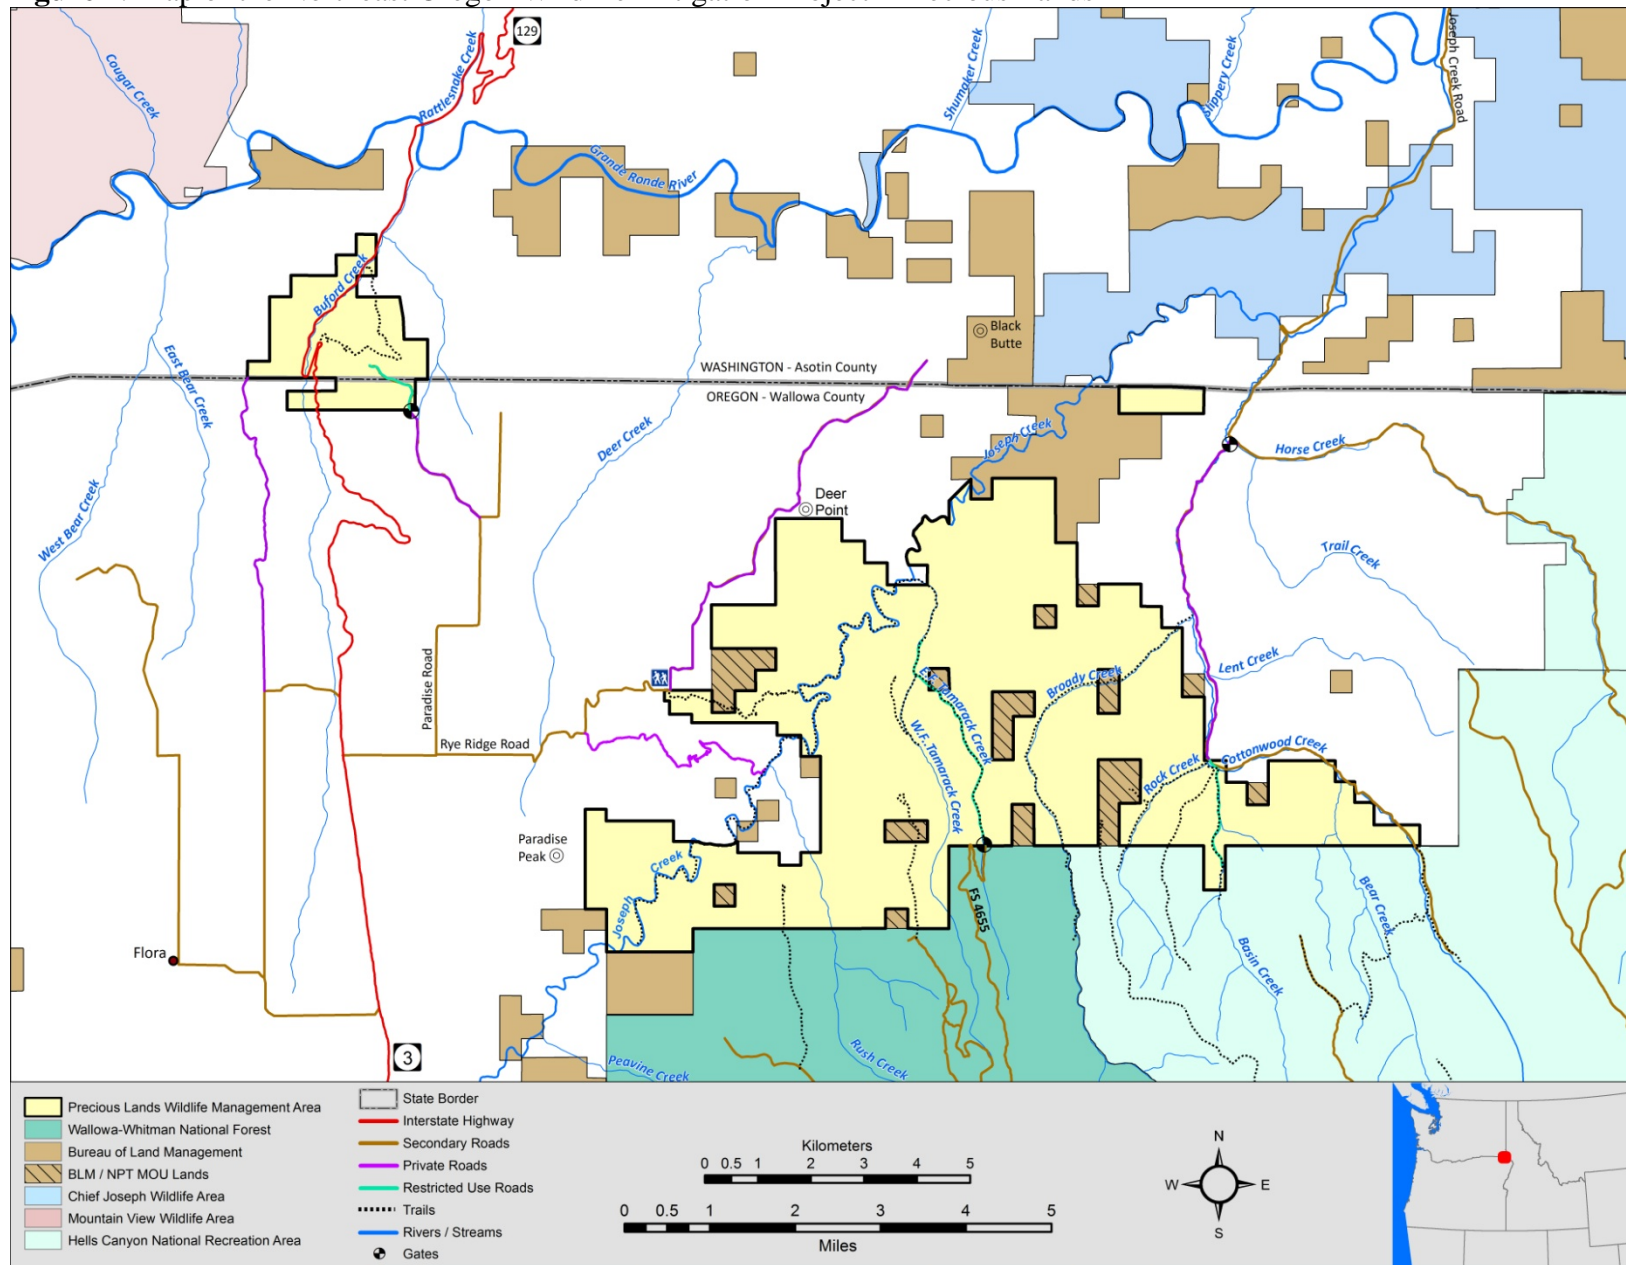 129
Cougar Creek
Rattlesnake Creek
Shumaker Creek
Slippery Creek
Joseph Creek Road
Grande Ronde River
Buford Creek
Black
Butte
East Bear Creek
WASHINGTON - Asotin County
OREGON - Wallowa County
Deer Creek
Joseph Creek
Horse Creek
West Bear Creek
Deer
Point
Trail Creek
Paradise Road
Lent Creek
Broady Creek
E.F. Tamarack Creek
W.F. Tamarack Creek
Rye Ridge Road
Rock Creek
Cottonwood Creek
Paradise
Peak
Joseph Creek
FS 4655
Bear Creek
Basin Creek
Flora
3
Peavine Creek
Rush Creek
Precious Lands Wildlife Management Area
Wallowa-Whitman National Forest
Bureau of Land Management
BLM / NPT MOU Lands
Chief Joseph Wildlife Area
Mountain View Wildlife Area
Hells Canyon National Recreation Area
State Border
Interstate Highway
Secondary Roads
Private Roads
Restricted Use Roads
Trails
Rivers / Streams
Gates
Kilometers
0 0.5 1 2 3 4 5
0 0.5 1 2 3 4 5
Miles
N
W E
S